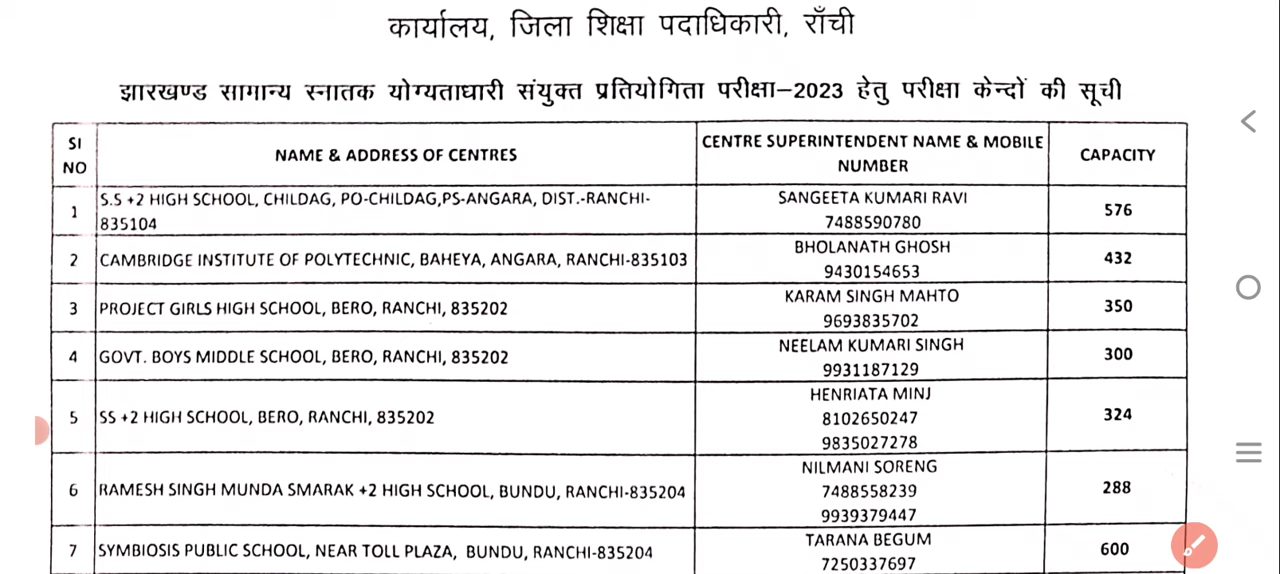 कार्यालय, जिला शिक्षा पदाधिकारी, राँची
झारखण्ड सामान्य स्नातक योग्यताधारी संयुक्त प्रतियोगिता परीक्षा–2023 हेतु परीक्षा केन्दों की सूची
SI NO NAME & ADDRESS OF CENTRES CENTRE SUPERINTENDENT NAME & MOBILE NUMBER CAPACITY
1 S.S +2 HIGH SCHOOL, CHILDAG, PO-CHILDAG,PS-ANGARA, DIST.-RANCHI-
835104
SANGEETA KUMARI RAVI
7488590780
576
2 CAMBRIDGE INSTITUTE OF POLYTECHNIC, BAHEYA, ANGARA, RANCHI-835103
BHOLANATH GHOSH
9430154653
432
3 PROJECT GIRLS HIGH SCHOOL, BERO, RANCHI, 835202
KARAM SINGH MAHTO
9693835702
350
4 GOVT. BOYS MIDDLE SCHOOL, BERO, RANCHI, 835202
NEELAM KUMARI SINGH
9931187129
300
5 SS +2 HIGH SCHOOL, BERO, RANCHI, 835202
HENRIATA MINJ
8102650247
9835027278
324
6 RAMESH SINGH MUNDA SMARAK +2 HIGH SCHOOL, BUNDU, RANCHI-835204
NILMANI SORENG
7488558239
9939379447
288
7 SYMBIOSIS PUBLIC SCHOOL, NEAR TOLL PLAZA, BUNDU, RANCHI-835204
TARANA BEGUM
7250337697
600